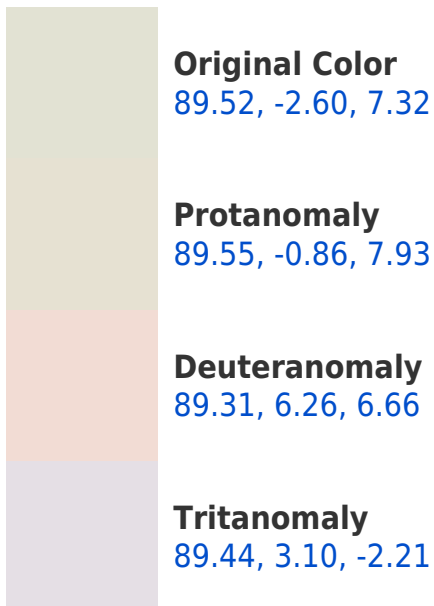 Original Color
89.52, -2.60, 7.32
Protanomaly
89.55, -0.86, 7.93
Deuteranomaly
89.31, 6.26, 6.66
Tritanomaly
89.44, 3.10, -2.21